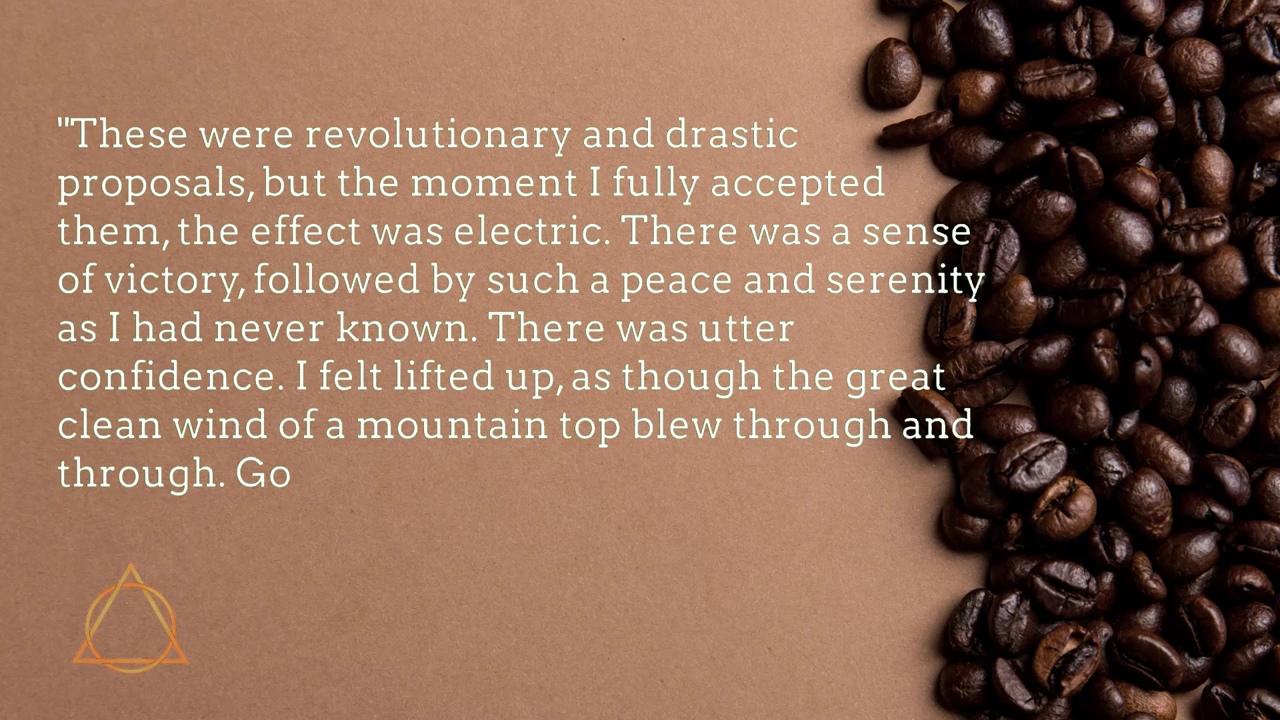 "These were revolutionary and drastic
proposals, but the moment I fully accepted
them, the effect was electric. There was a sense
of victory, followed by such a peace and serenity
as I had never known. There was utter
confidence. I felt lifted up, as though the great
clean wind of a mountain top blew through and
through. Go